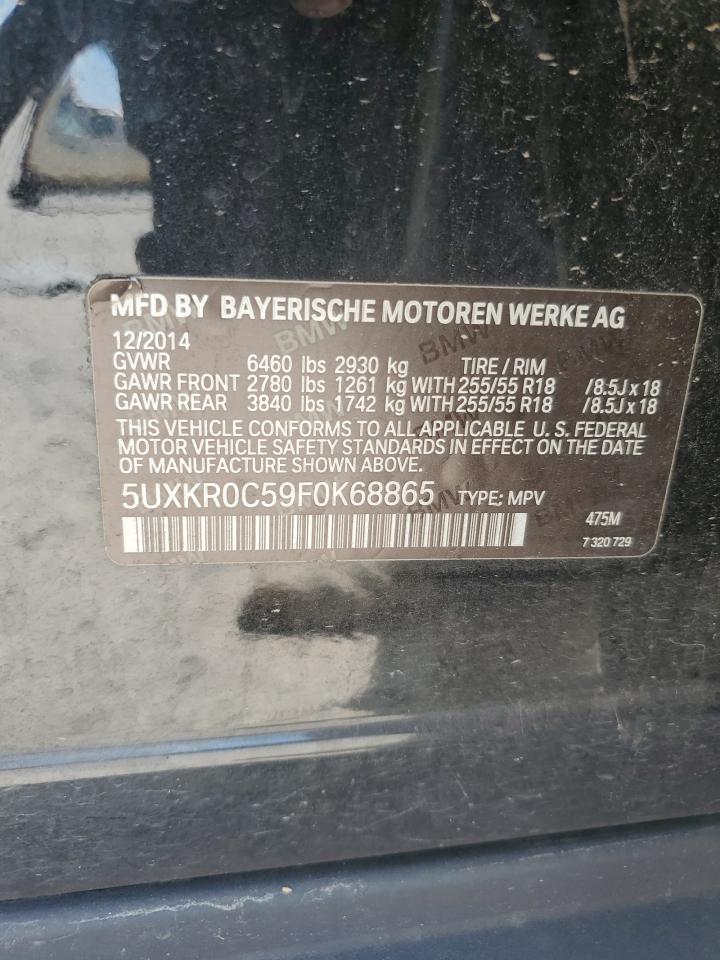 MFD BY BAYERISCHE MOTOREN WERKE AG
12/2014
GVWR 6460 lbs 2930 kg TIRE / RIM
GAWR FRONT 2780 lbs 1261 kg WITH 255/55 R18 /8.5J x 18
GAWR REAR 3840 lbs 1742 kg WITH 255/55 R18 /8.5J x 18
THIS VEHICLE CONFORMS TO ALL APPLICABLE U. S. FEDERAL
MOTOR VEHICLE SAFETY STANDARDS IN EFFECT ON THE DATE
OF MANUFACTURE SHOWN ABOVE.
5UXKR0C59F0K68865 TYPE: MPV
475M
7 320 729